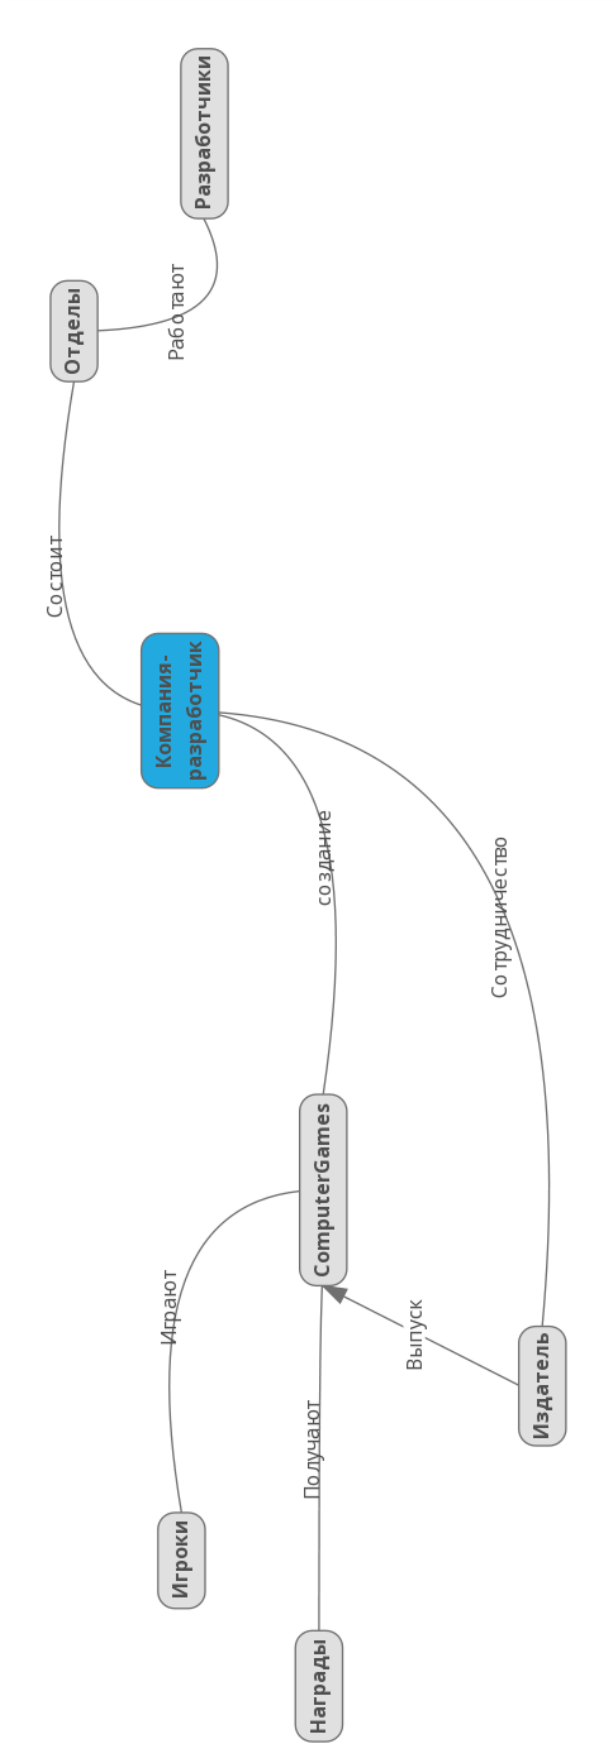 Разработчики
Отделы
Работают
Состоит
Компания-
разработчик
создание
Сотрудничество
ComputerGames
Играют
Выпуск
Издатель
Получают
Игроки
Награды